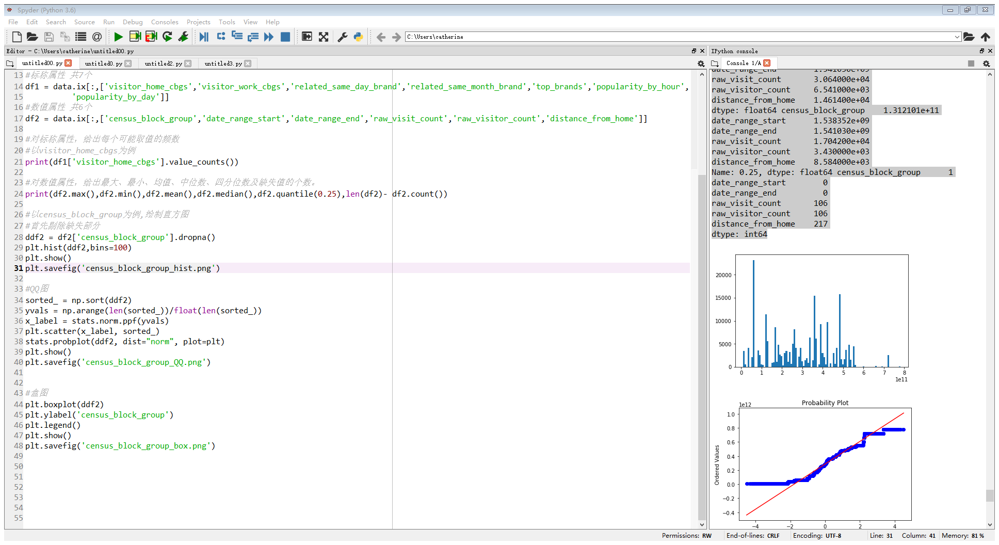 Spyder (Python 3.6)
File Edit Search Source Run Debug Consoles Projects Tools View Help
C:\Users\catherine
Editor - C:\Users\catherine\untitled00.py
untitled00.py untitled0.py untitled2.py untitled3.py
13 #标称属性 共7个
14 df1 = data.ix[:,['visitor_home_cbgs','visitor_work_cbgs','related_same_day_brand','related_same_month_brand','top_brands','popularity_by_hour',
15 'popularity_by_day']]
16 #数值属性 共6个
17 df2 = data.ix[:,['census_block_group','date_range_start','date_range_end','raw_visit_count','raw_visitor_count','distance_from_home']]
18
19 #对标称属性，给出每个可能取值的频数
20 #以visitor_home_cbgs为例
21 print(df1['visitor_home_cbgs'].value_counts())
22
23 #对数值属性，给出最大、最小、均值、中位数、四分位数及缺失值的个数。
24 print(df2.max(),df2.min(),df2.mean(),df2.median(),df2.quantile(0.25),len(df2)- df2.count())
25
26 #以census_block_group为例,绘制直方图
27 #首先剔除缺失部分
28 ddf2 = df2['census_block_group'].dropna()
29 plt.hist(ddf2,bins=100)
30 plt.show()
31 plt.savefig('census_block_group_hist.png')
32
33 #QQ图
34 sorted_ = np.sort(ddf2)
35 yvals = np.arange(len(sorted_))/float(len(sorted_))
36 x_label = stats.norm.ppf(yvals)
37 plt.scatter(x_label, sorted_)
38 stats.probplot(ddf2, dist="norm", plot=plt)
39 plt.show()
40 plt.savefig('census_block_group_QQ.png')
41
42
43 #盒图
44 plt.boxplot(ddf2)
45 plt.ylabel('census_block_group')
46 plt.legend()
47 plt.show()
48 plt.savefig('census_block_group_box.png')
49
50
51
52
53
54
55
IPython console
Console 1/A
date_range_end 1.541030e+09
raw_visit_count 3.064000e+04
raw_visitor_count 6.541000e+03
distance_from_home 1.461400e+04
dtype: float64 census_block_group 1.312101e+11
date_range_start 1.538352e+09
date_range_end 1.541030e+09
raw_visit_count 1.704200e+04
raw_visitor_count 3.430000e+03
distance_from_home 8.584000e+03
Name: 0.25, dtype: float64 census_block_group 1
date_range_start 0
date_range_end 0
raw_visit_count 106
raw_visitor_count 106
distance_from_home 217
dtype: int64
20000
15000
10000
5000
0
0 1 2 3 4 5 6 7 8
1e11
Probability Plot
1e12
1.0
0.8
0.6
0.4
0.2
0.0
−0.2
−0.4
Ordered Values
−4 −2 0 2 4
Permissions: RW End-of-lines: CRLF Encoding: UTF-8 Line: 31 Column: 41 Memory: 81 %